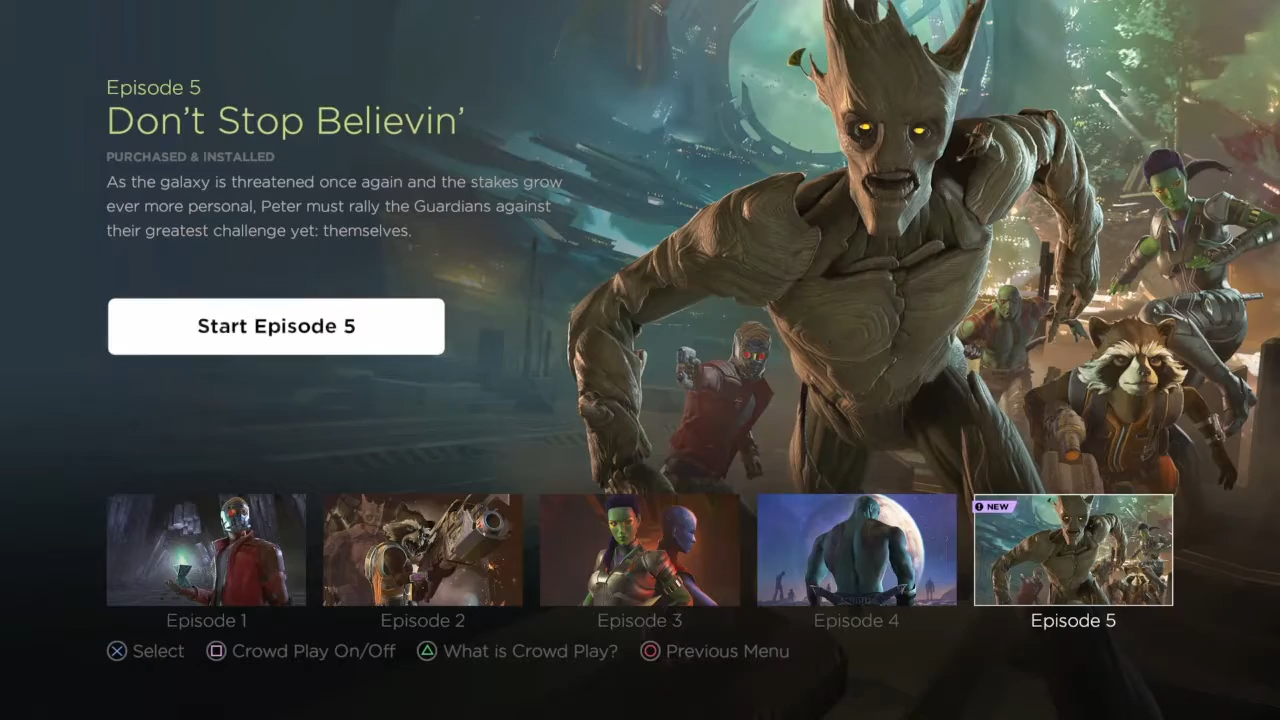 Episode 5
Don't Stop Believin'
PURCHASED & INSTALLED
As the galaxy is threatened once again and the stakes grow
ever more personal, Peter must rally the Guardians against
their greatest challenge yet: themselves.
Start Episode 5
NEW
Episode 1
Episode 2
Episode 3
Episode 4
Episode 5
Select
Crowd Play On/Off
What is Crowd Play?
Previous Menu